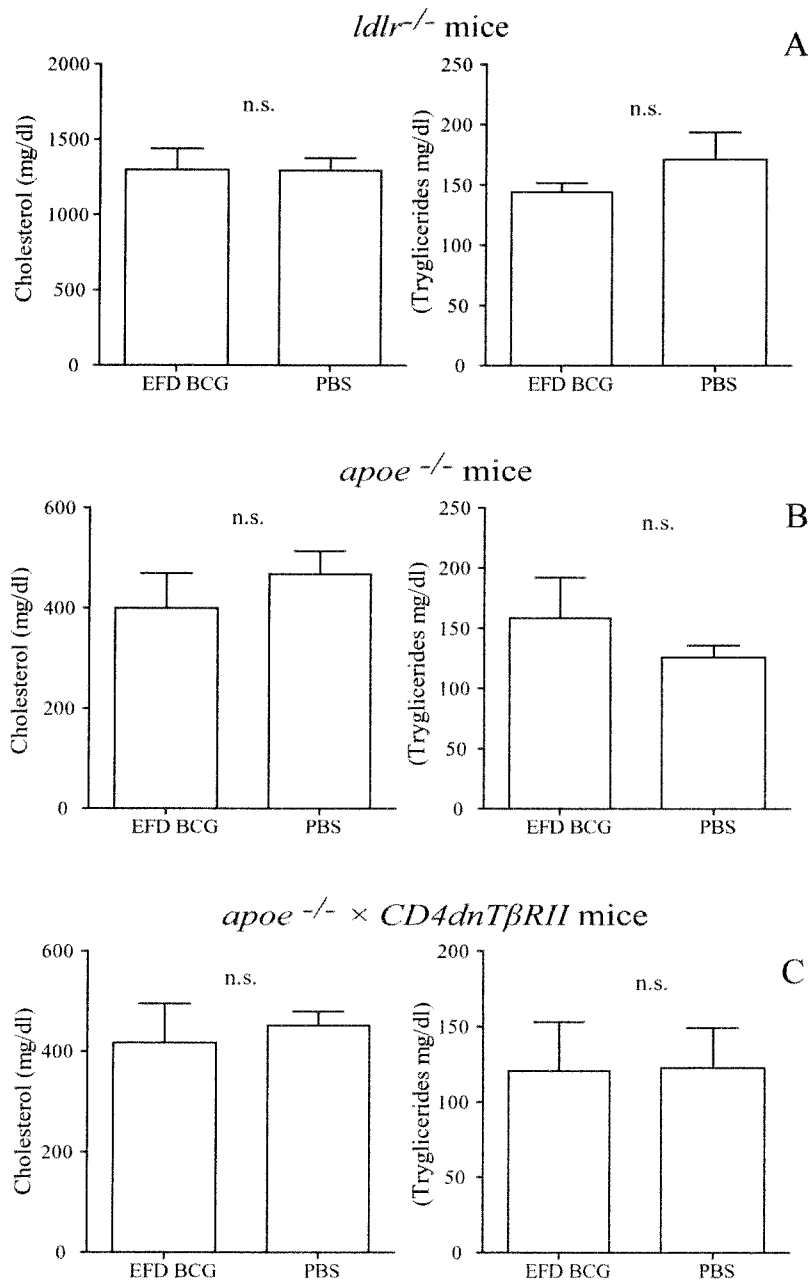 ldlr-/- mice
A
Cholesterol (mg/dl)
2000
1500
1000
500
0
n.s.
EFD BCG
PBS
(Tryglicerides mg/dl)
250
200
150
100
50
0
n.s.
EFD BCG
PBS
apoe -/- mice
B
Cholesterol (mg/dl)
600
400
200
0
n.s.
EFD BCG
PBS
(Tryglicerides mg/dl)
250
200
150
100
50
0
n.s.
EFD BCG
PBS
apoe -/- × CD4dnTβRII mice
C
Cholesterol (mg/dl)
600
400
200
0
n.s.
EFD BCG
PBS
(Tryglicerides mg/dl)
200
150
100
50
0
n.s.
EFD BCG
PBS